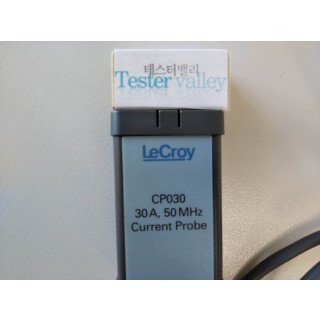 테스터밸리
Tester valley
LeCroy
CP030
30A, 50MHz
Current Probe